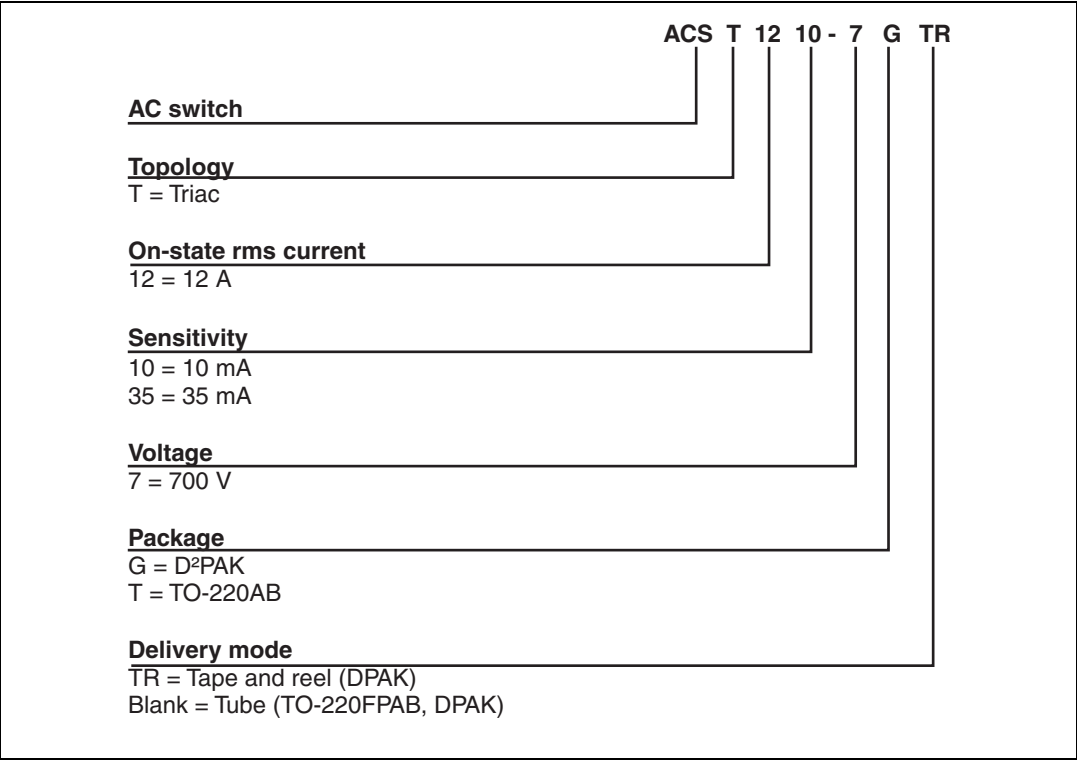 ACS T 12 10 - 7 G TR
AC switch
Topology
T = Triac
On-state rms current
12 = 12 A
Sensitivity
10 = 10 mA
35 = 35 mA
Voltage
7 = 700 V
Package
G = D²PAK
T = TO-220AB
Delivery mode
TR = Tape and reel (DPAK)
Blank = Tube (TO-220FPAB, DPAK)